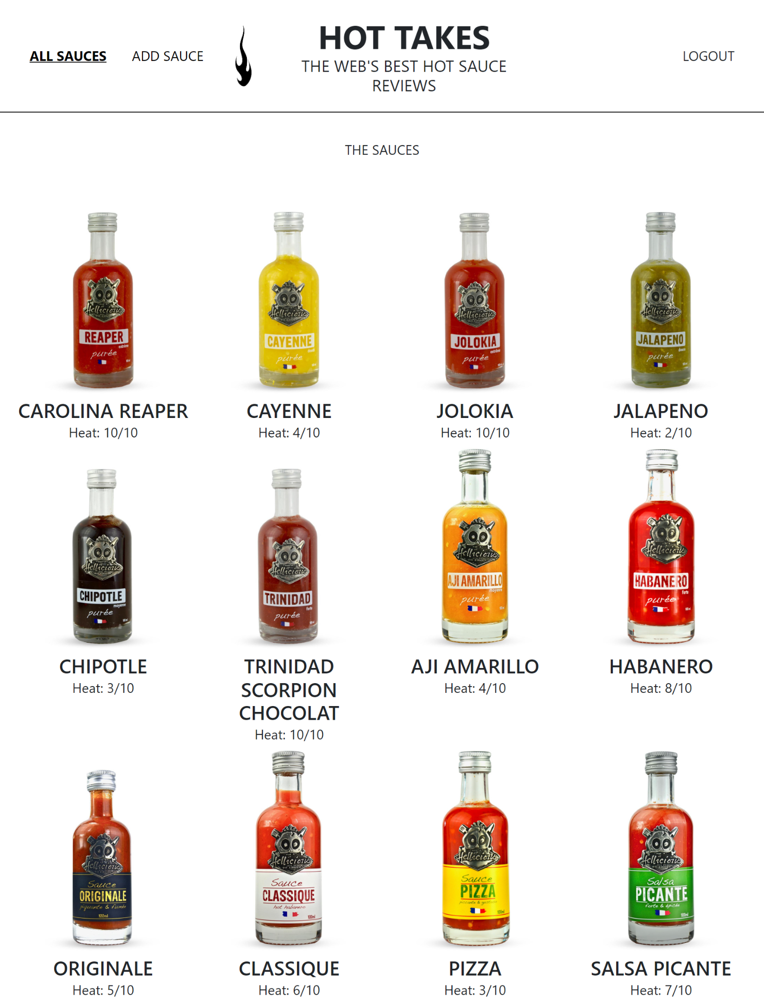 ALL SAUCES
ADD SAUCE
HOT TAKES
THE WEB'S BEST HOT SAUCE
REVIEWS
LOGOUT
THE SAUCES
Hellicious
REAPER
extrême
purée
Hellicious
CAYENNE
purée
Hellicious
JOLOKIA
extrême
purée
Hellicious
JALAPENO
douce
purée
CAROLINA REAPER
Heat: 10/10
CAYENNE
Heat: 4/10
JOLOKIA
Heat: 10/10
JALAPENO
Heat: 2/10
Hellicious
CHIPOTLE
moyenne
purée
Hellicious
TRINIDAD
forte
purée
Hellicious
AJI AMARILLO
moyenne
purée
Hellicious
HABANERO
forte
purée
CHIPOTLE
Heat: 3/10
TRINIDAD
SCORPION
CHOCOLAT
Heat: 10/10
AJI AMARILLO
Heat: 4/10
HABANERO
Heat: 8/10
Hellicious
Sauce
ORIGINALE
piquante & fumée
100ml
Hellicious
Sauce
CLASSIQUE
hot habanero
100ml
Hellicious
Sauce
PIZZA
100ml
Hellicious
Salsa
PICANTE
forte & épicée
100ml
ORIGINALE
Heat: 5/10
CLASSIQUE
Heat: 6/10
PIZZA
Heat: 3/10
SALSA PICANTE
Heat: 7/10